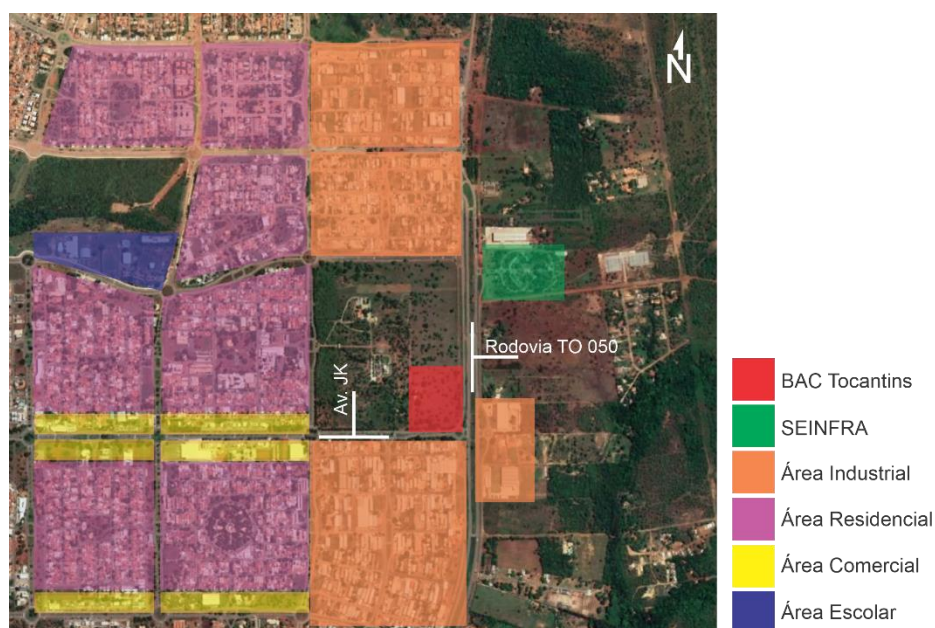 N
Rodovia TO 050
Av. JK
BAC Tocantins
SEINFRA
Área Industrial
Área Residencial
Área Comercial
Área Escolar